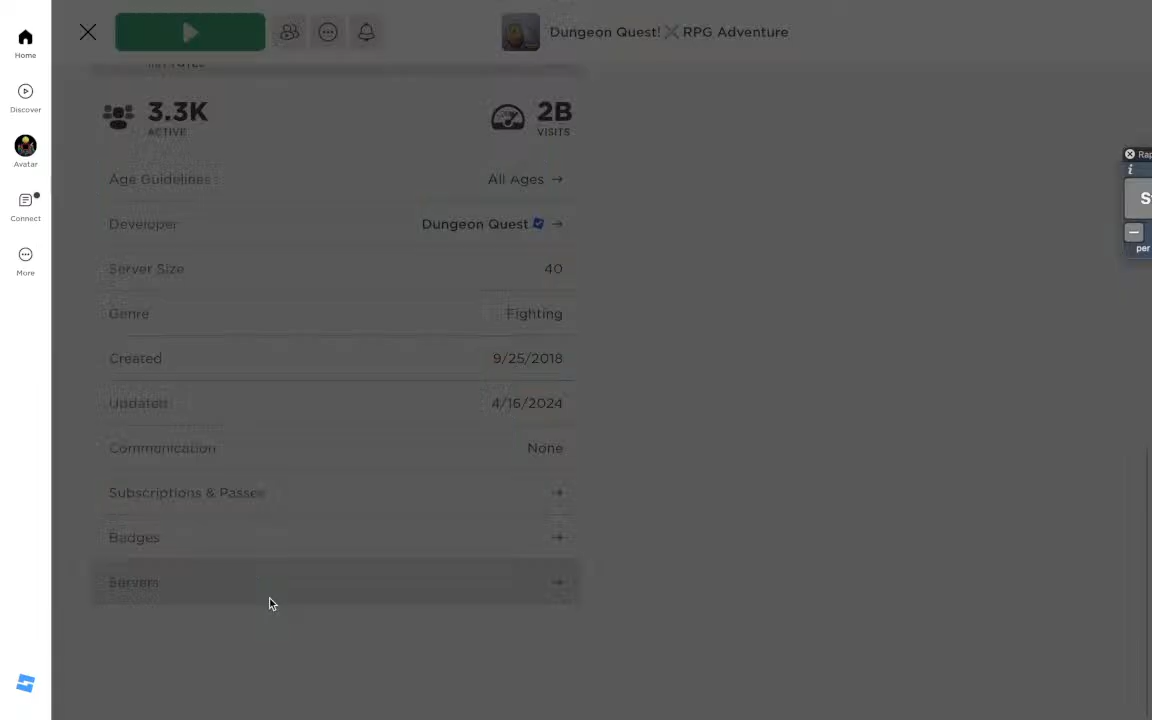 Dungeon Quest! RPG Adventure
Home
3.3K
ACTIVE
2B
VISITS
Discover
Avatar
Connect
More
Age Guidelines
All Ages →
Developer
Dungeon Quest →
Server Size
40
Genre
Fighting
Created
9/25/2018
Updated
4/16/2024
Communication
None
Subscriptions & Passes →
Badges →
Servers →
i
per